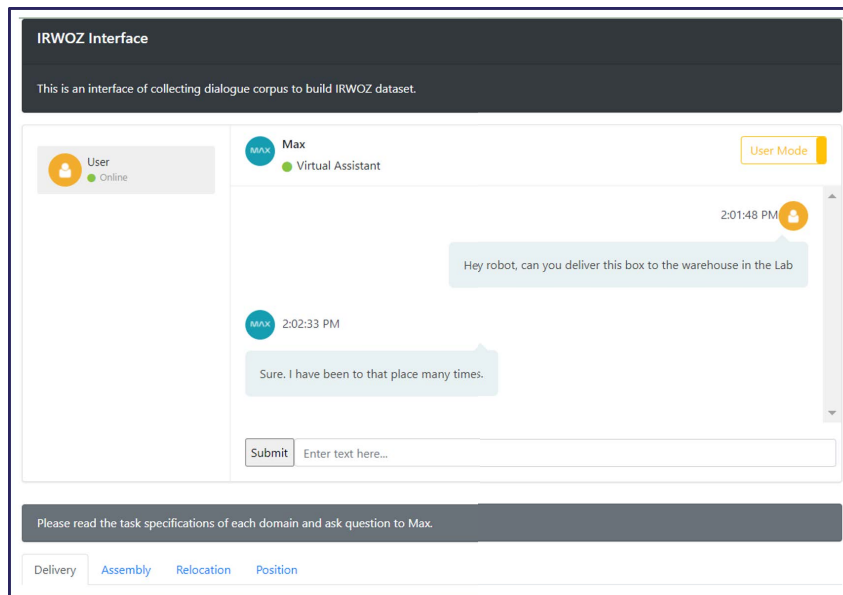 IRWOZ Interface
This is an interface of collecting dialogue corpus to build IRWOZ dataset.
User
Online
MAX
Max
Virtual Assistant
User Mode
2:01:48 PM
Hey robot, can you deliver this box to the warehouse in the Lab
MAX
2:02:33 PM
Sure. I have been to that place many times.
Submit
Enter text here...
Please read the task specifications of each domain and ask question to Max.
Delivery
Assembly
Relocation
Position